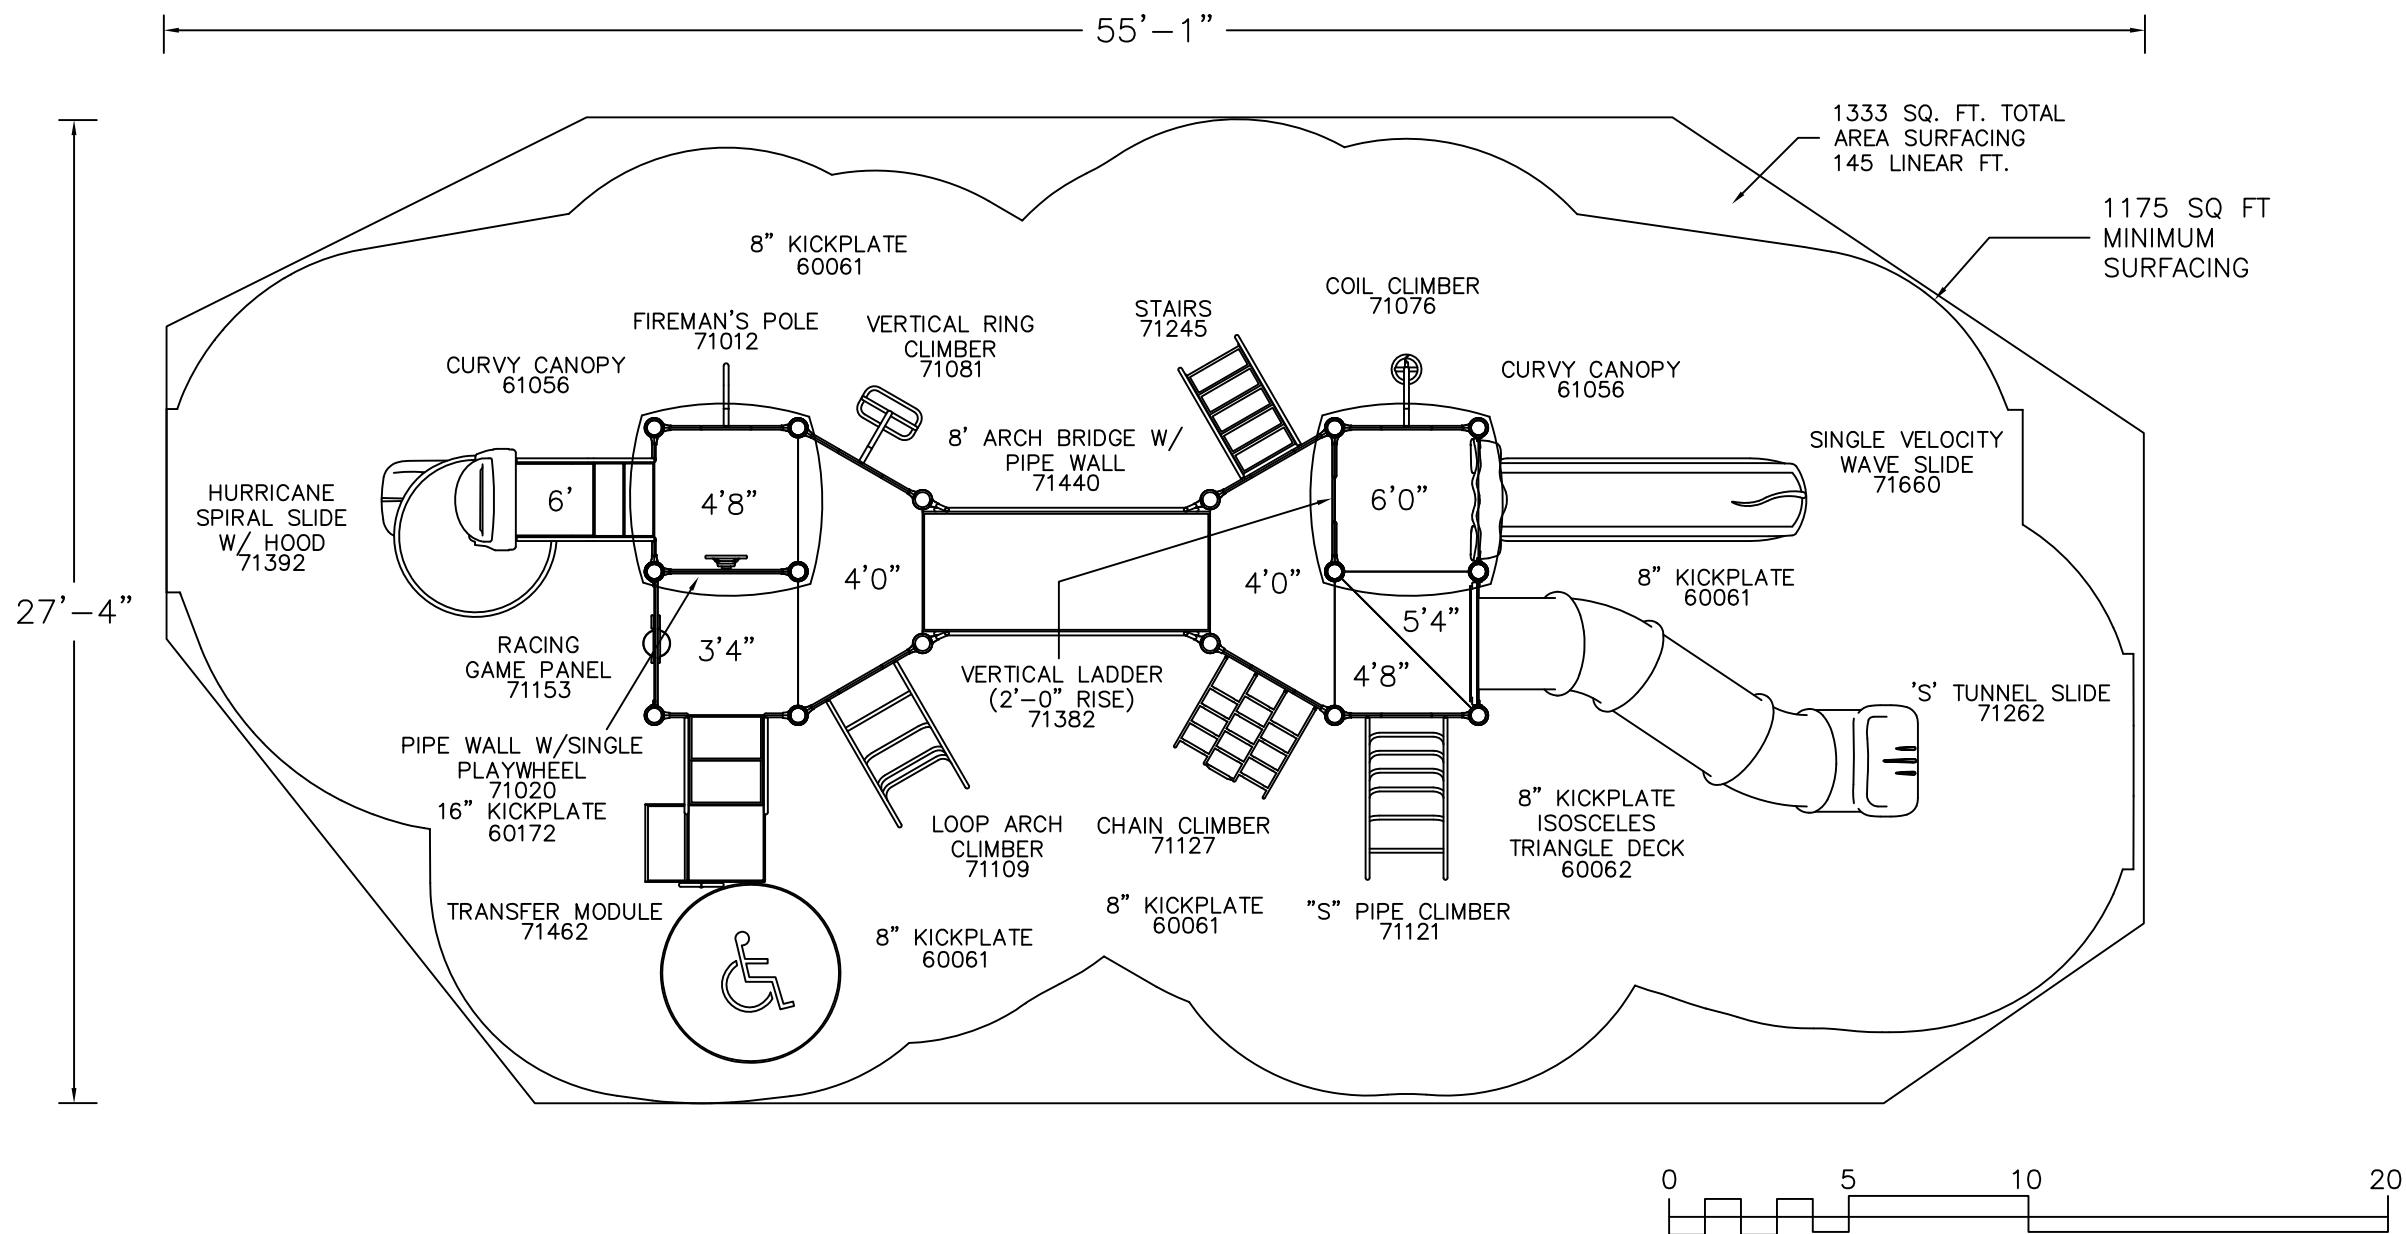 55'-1"
1333 SQ. FT. TOTAL
AREA SURFACING
145 LINEAR FT.
1175 SQ FT
MINIMUM
SURFACING
8" KICKPLATE
60061
COIL CLIMBER
71076
STAIRS
71245
FIREMAN'S POLE
71012
VERTICAL RING
CLIMBER
71081
CURVY CANOPY
61056
CURVY CANOPY
61056
8' ARCH BRIDGE W/
PIPE WALL
71440
SINGLE VELOCITY
WAVE SLIDE
71660
HURRICANE
SPIRAL SLIDE
W/ HOOD
71392
6'
4'8"
6'0"
4'0"
4'0"
8" KICKPLATE
60061
27'-4"
3'4"
5'4"
4'8"
RACING
GAME PANEL
71153
VERTICAL LADDER
(2'-0" RISE)
71382
'S' TUNNEL SLIDE
71262
PIPE WALL W/SINGLE
PLAYWHEEL
71020
16" KICKPLATE
60172
LOOP ARCH
CLIMBER
71109
CHAIN CLIMBER
71127
8" KICKPLATE
ISOSCELES
TRIANGLE DECK
60062
TRANSFER MODULE
71462
8" KICKPLATE
60061
8" KICKPLATE
60061
"S" PIPE CLIMBER
71121
0 5 10 20